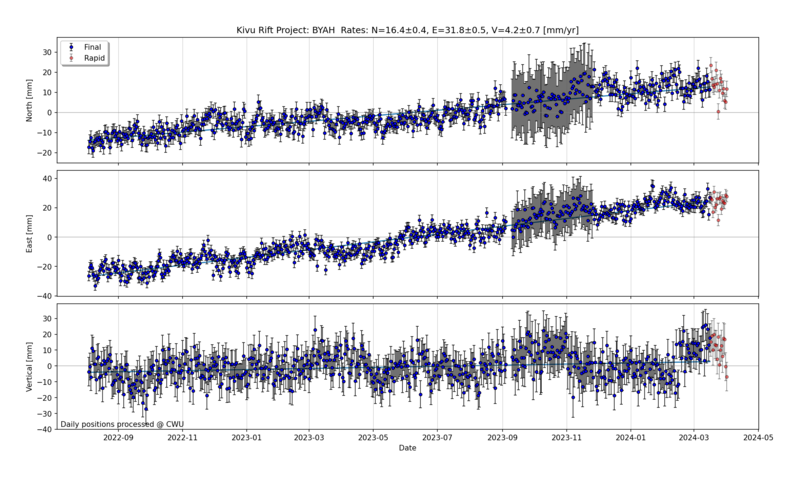 Kivu Rift Project: BYAH  Rates: N=16.4±0.4, E=31.8±0.5, V=4.2±0.7 [mm/yr]
Final
Rapid
North [mm]
30
20
10
0
−10
−20
East [mm]
40
20
0
−20
−40
Vertical [mm]
30
20
10
0
−10
−20
−30
−40
Daily positions processed @ CWU
2022-09 2022-11 2023-01 2023-03 2023-05 2023-07 2023-09 2023-11 2024-01 2024-03 2024-05
Date